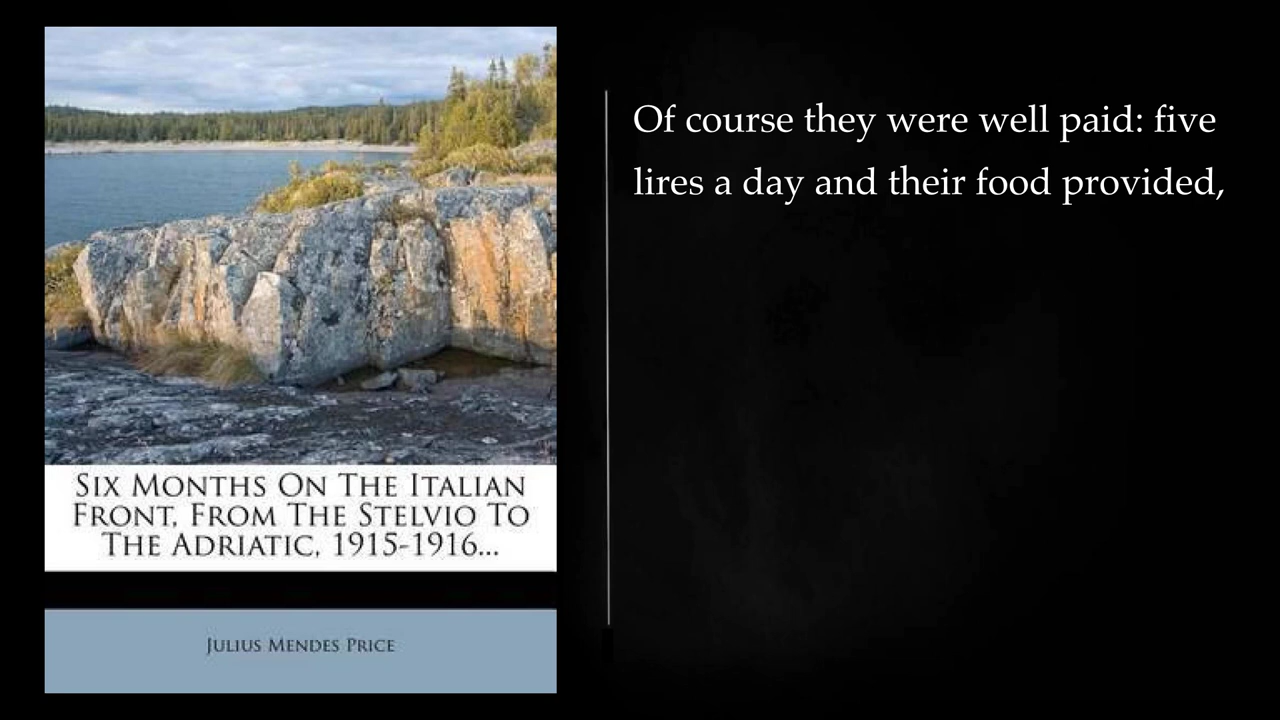 Six Months On The Italian
Front, From The Stelvio To
The Adriatic, 1915-1916...
Julius Mendes Price
Of course they were well paid: five
lires a day and their food provided,